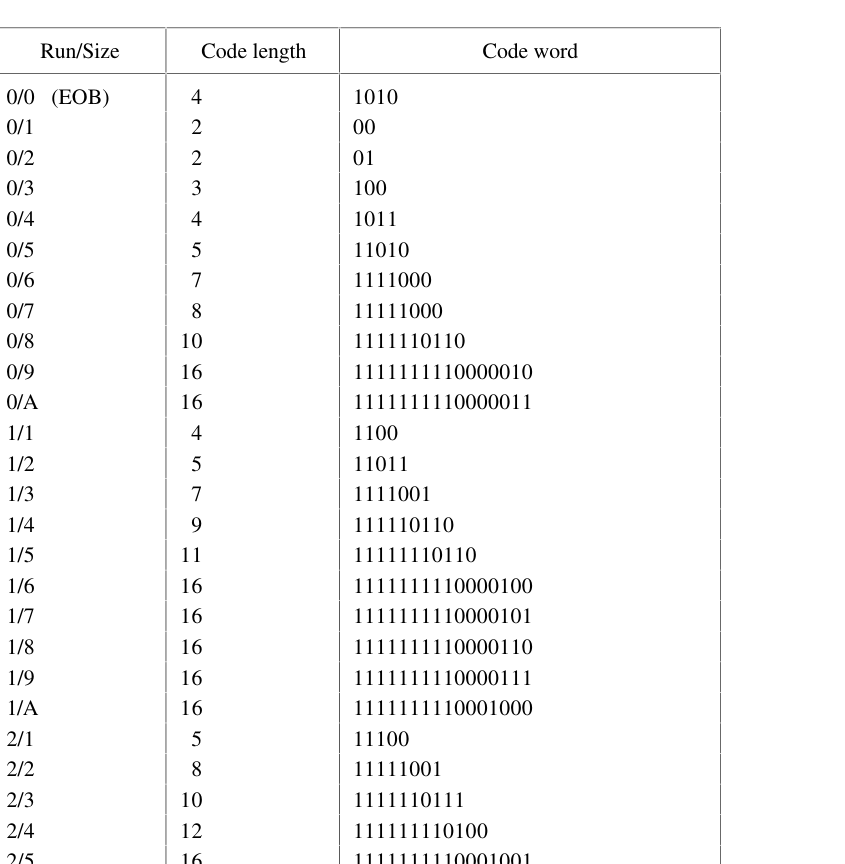 Run/Size Code length Code word
0/0 (EOB) 4 1010
0/1 2 00
0/2 2 01
0/3 3 100
0/4 4 1011
0/5 5 11010
0/6 7 1111000
0/7 8 11111000
0/8 10 1111110110
0/9 16 1111111110000010
0/A 16 1111111110000011
1/1 4 1100
1/2 5 11011
1/3 7 1111001
1/4 9 111110110
1/5 11 11111110110
1/6 16 1111111110000100
1/7 16 1111111110000101
1/8 16 1111111110000110
1/9 16 1111111110000111
1/A 16 1111111110001000
2/1 5 11100
2/2 8 11111001
2/3 10 1111110111
2/4 12 111111110100
2/5 16 1111111110001001